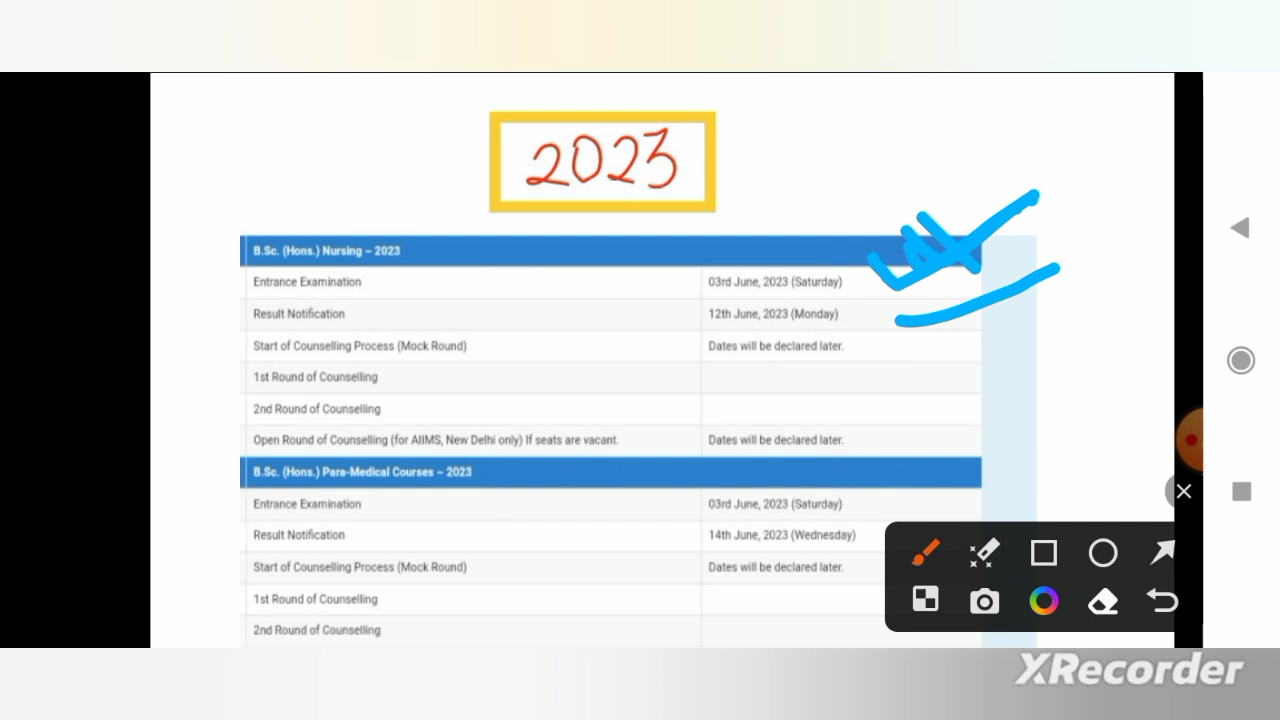 2023
B.Sc. (Hons.) Nursing – 2023
Entrance Examination 03rd June, 2023 (Saturday)
Result Notification 12th June, 2023 (Monday)
Start of Counselling Process (Mock Round) Dates will be declared later.
1st Round of Counselling
2nd Round of Counselling
Open Round of Counselling (for AIIMS, New Delhi only) If seats are vacant. Dates will be declared later.
B.Sc. (Hons.) Para-Medical Courses – 2023
Entrance Examination 03rd June, 2023 (Saturday)
Result Notification 14th June, 2023 (Wednesday)
Start of Counselling Process (Mock Round) Dates will be declared later.
1st Round of Counselling
2nd Round of Counselling
XRecorder